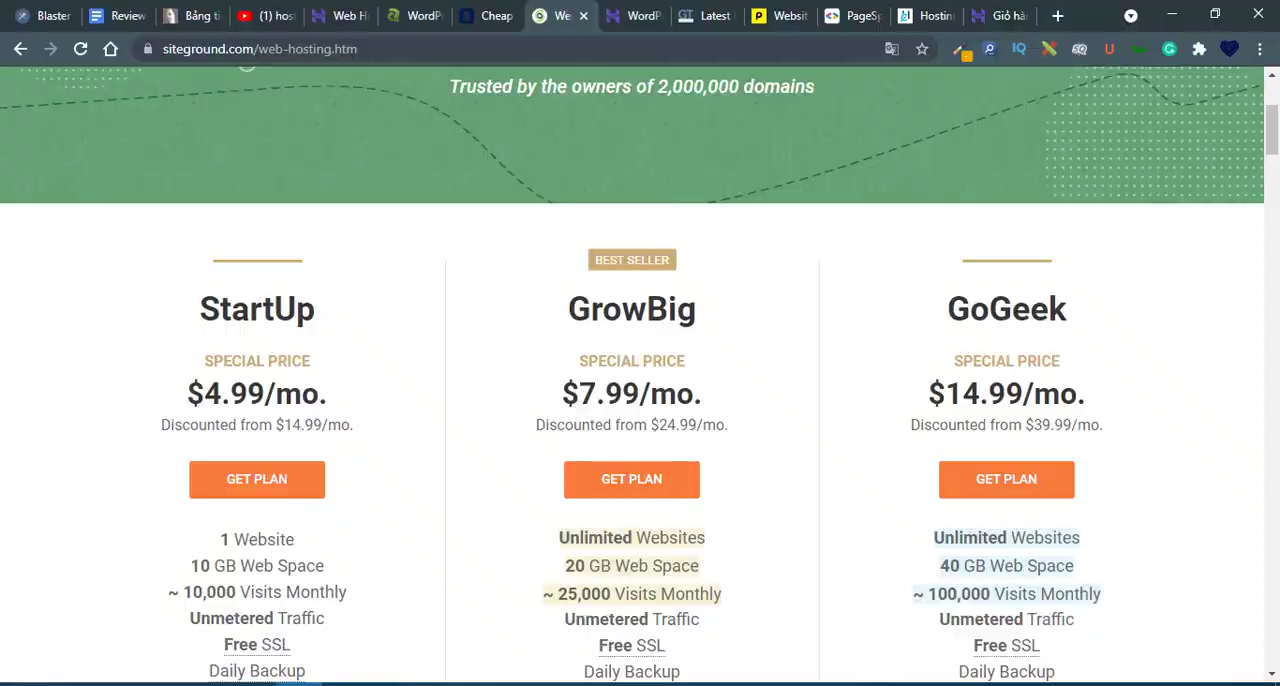 Blaster
Review
Bảng ti
(1) hos
Web H
WordP
Cheap
We
WordP
Latest
Websit
PageSp
Hostin
Giỏ hà
siteground.com/web-hosting.htm
Trusted by the owners of 2,000,000 domains
StartUp
SPECIAL PRICE
$4.99/mo.
Discounted from $14.99/mo.
GET PLAN
1 Website
10 GB Web Space
~ 10,000 Visits Monthly
Unmetered Traffic
Free SSL
Daily Backup
BEST SELLER
GrowBig
SPECIAL PRICE
$7.99/mo.
Discounted from $24.99/mo.
GET PLAN
Unlimited Websites
20 GB Web Space
~ 25,000 Visits Monthly
Unmetered Traffic
Free SSL
Daily Backup
GoGeek
SPECIAL PRICE
$14.99/mo.
Discounted from $39.99/mo.
GET PLAN
Unlimited Websites
40 GB Web Space
~ 100,000 Visits Monthly
Unmetered Traffic
Free SSL
Daily Backup